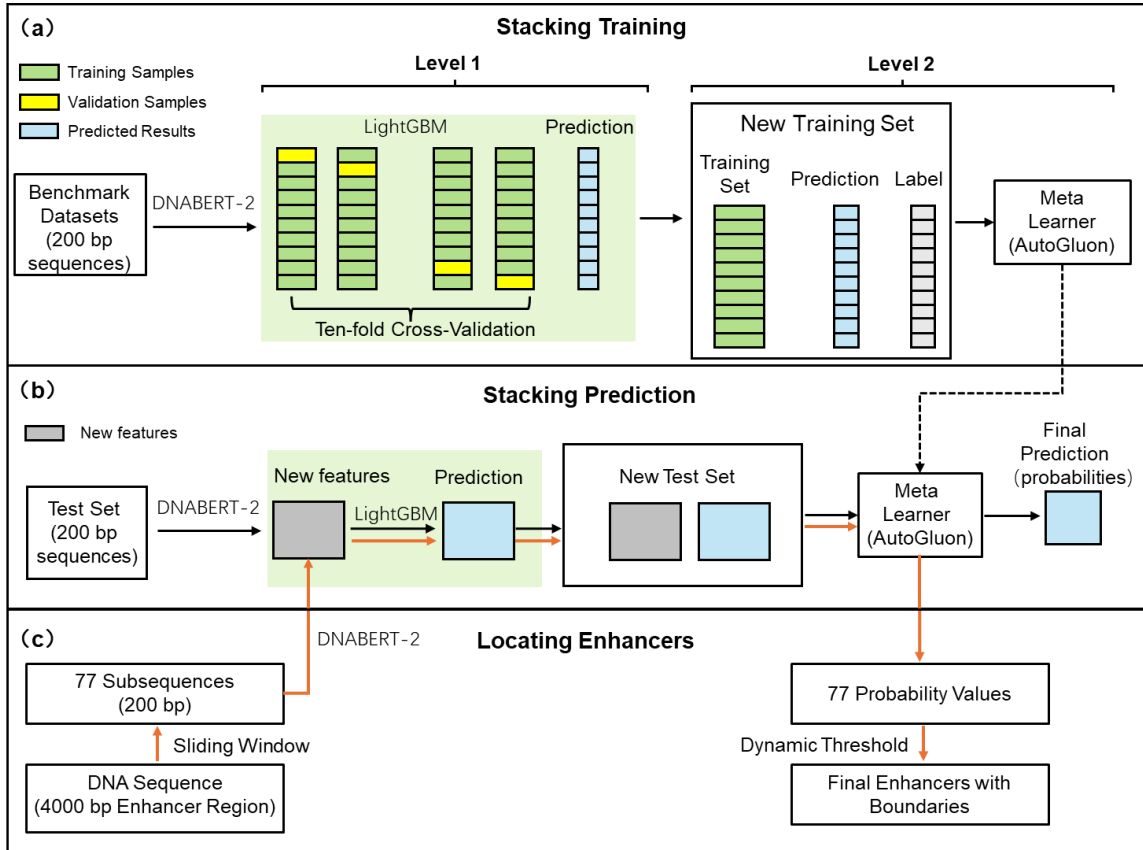 (a)
Stacking Training
Training Samples
Validation Samples
Predicted Results
Level 1
Level 2
LightGBM
Prediction
New Training Set
Training
Set
Prediction
Label
Benchmark
Datasets
(200 bp
sequences)
DNABERT-2
Meta
Learner
(AutoGluon)
Ten-fold Cross-Validation
(b)
Stacking Prediction
New features
Test Set
(200 bp
sequences)
DNABERT-2
New features
LightGBM
Prediction
New Test Set
Meta
Learner
(AutoGluon)
Final
Prediction
(probabilities)
(c)
Locating Enhancers
DNABERT-2
77 Subsequences
(200 bp)
Sliding Window
DNA Sequence
(4000 bp Enhancer Region)
77 Probability Values
Dynamic Threshold
Final Enhancers with
Boundaries